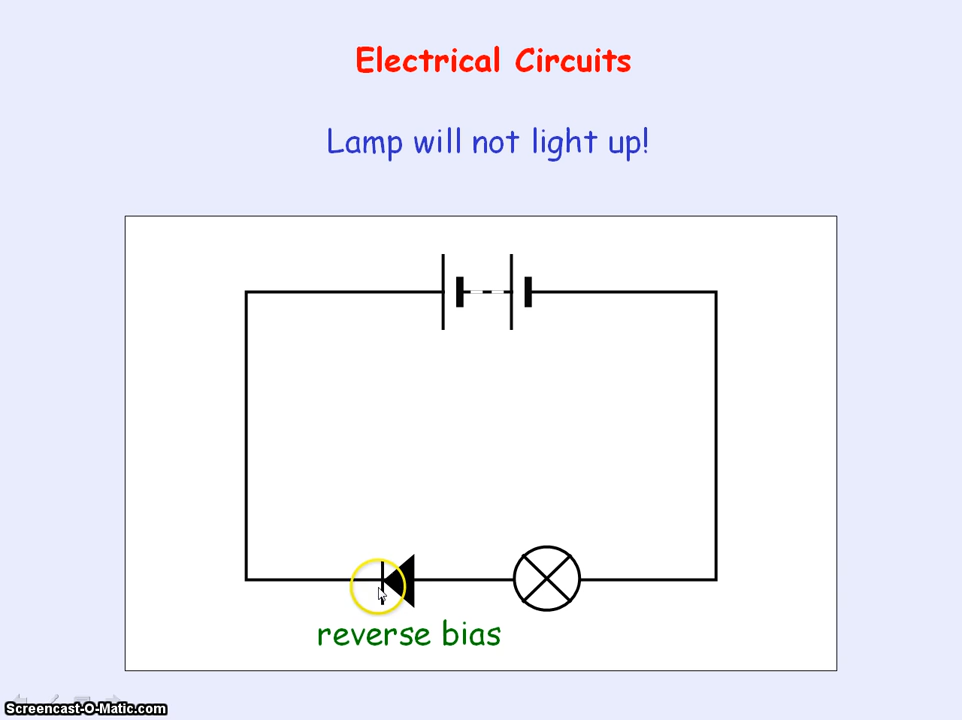 Electrical Circuits
Lamp will not light up!
reverse bias
Screencast-O-Matic.com